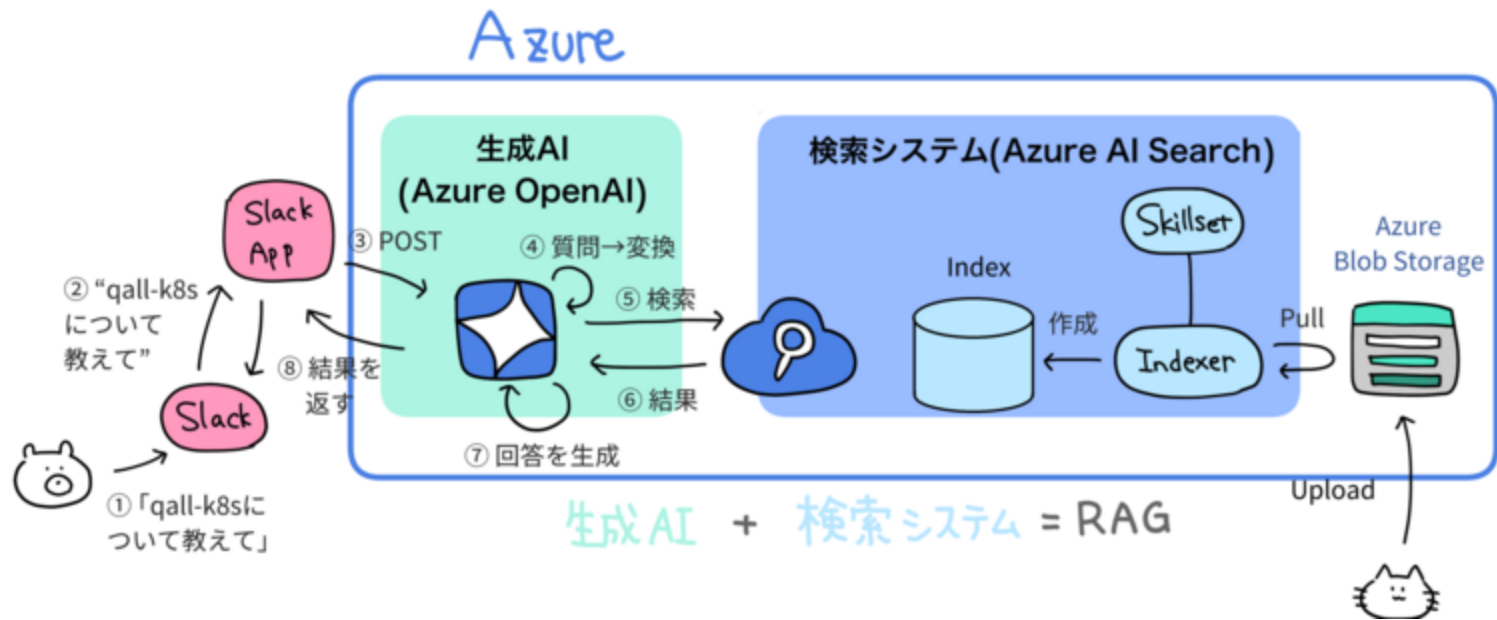 Azure
生成AI
(Azure OpenAI)
検索システム(Azure AI Search)
Slack
App
③ POST
④ 質問→変換
⑤ 検索
⑥ 結果
⑦ 回答を生成
⑧ 結果を
返す
② “qall-k8s
について
教えて”
Slack
① 「qall-k8sに
ついて教えて」
Index
作成
Skillset
Indexer
Pull
Azure
Blob Storage
Upload
生成AI + 検索システム = RAG